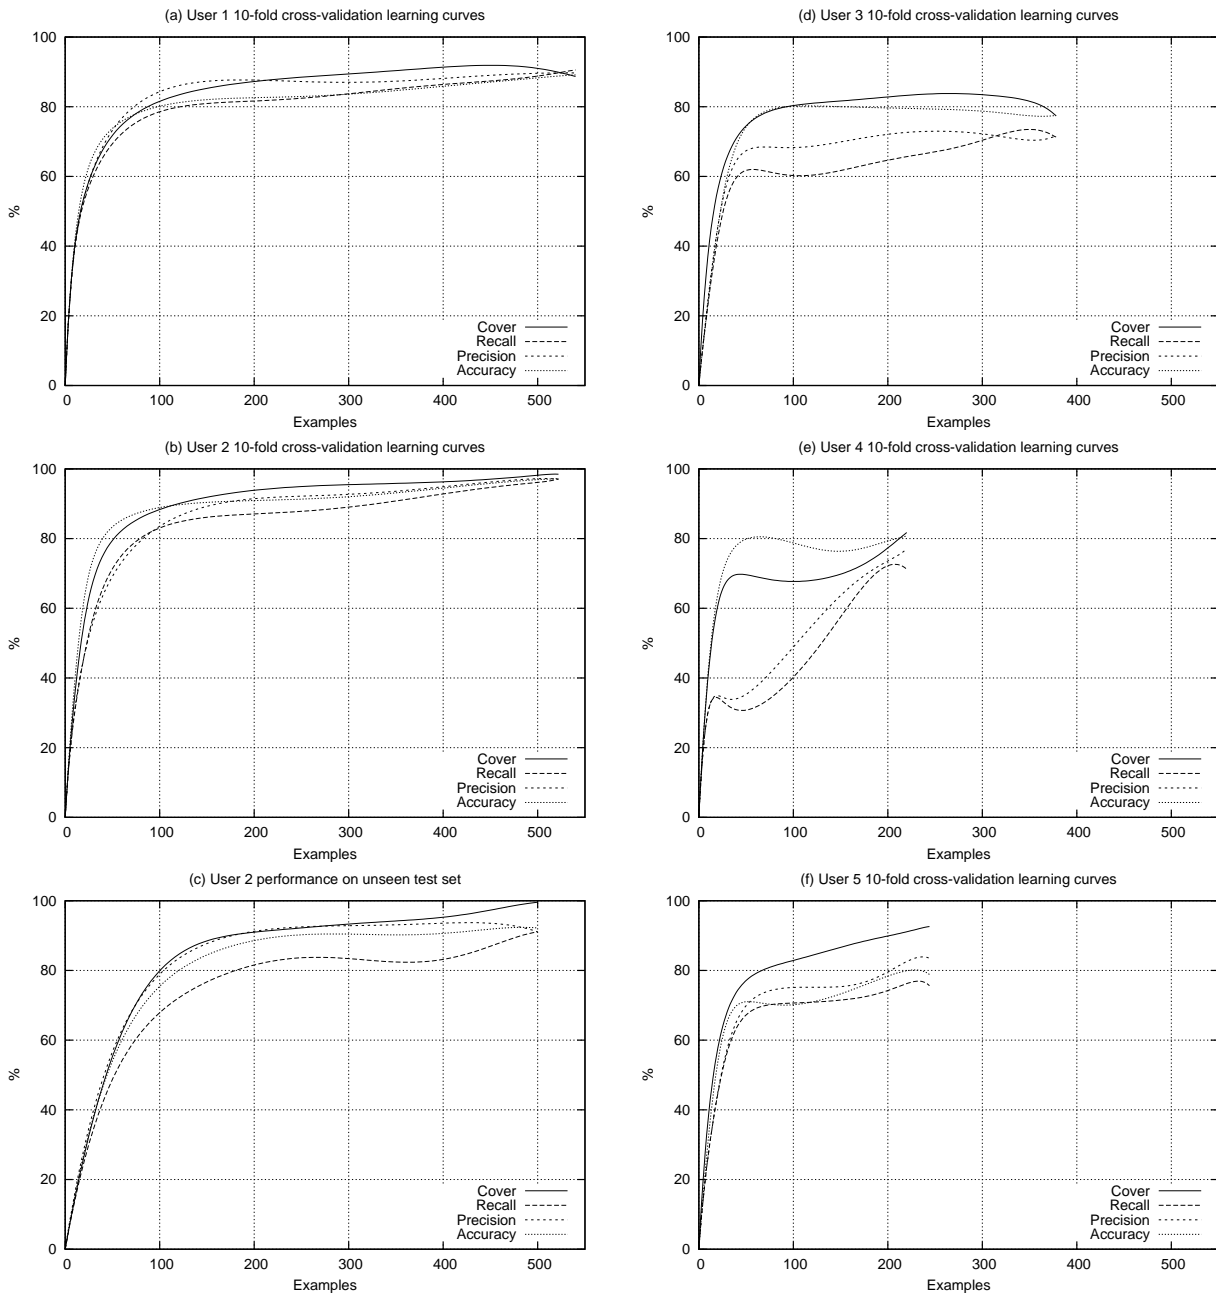 (a) User 1 10-fold cross-validation learning curves
100
80
60
40
20
0
%
Cover
Recall
Precision
Accuracy
0 100 200 300 400 500
Examples
(b) User 2 10-fold cross-validation learning curves
100
80
60
40
20
0
%
Cover
Recall
Precision
Accuracy
0 100 200 300 400 500
Examples
(c) User 2 performance on unseen test set
100
80
60
40
20
0
%
Cover
Recall
Precision
Accuracy
0 100 200 300 400 500
Examples
(d) User 3 10-fold cross-validation learning curves
100
80
60
40
20
0
%
Cover
Recall
Precision
Accuracy
0 100 200 300 400 500
Examples
(e) User 4 10-fold cross-validation learning curves
100
80
60
40
20
0
%
Cover
Recall
Precision
Accuracy
0 100 200 300 400 500
Examples
(f) User 5 10-fold cross-validation learning curves
100
80
60
40
20
0
%
Cover
Recall
Precision
Accuracy
0 100 200 300 400 500
Examples